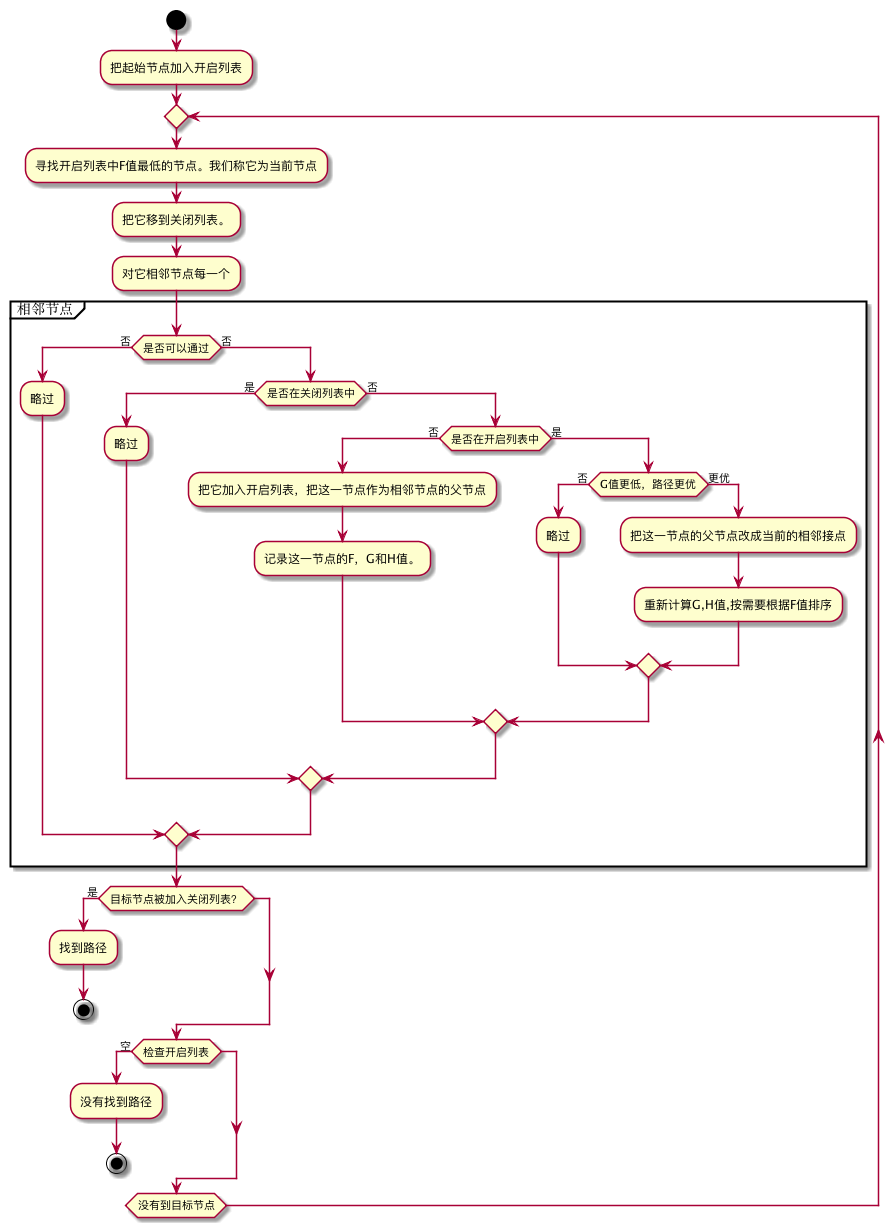 把起始节点加入开启列表
寻找开启列表中F值最低的节点。我们称它为当前节点
把它移到关闭列表。
对它相邻节点每一个
相邻节点
否
是否可以通过
否
略过
是
是否在关闭列表中
否
略过
否
是否在开启列表中
是
把它加入开启列表，把这一节点作为相邻节点的父节点
记录这一节点的F，G和H值。
否
G值更低，路径更优
更优
略过
把这一节点的父节点改成当前的相邻接点
重新计算G,H值,按需要根据F值排序
是
目标节点被加入关闭列表？
找到路径
空
检查开启列表
没有找到路径
没有到目标节点